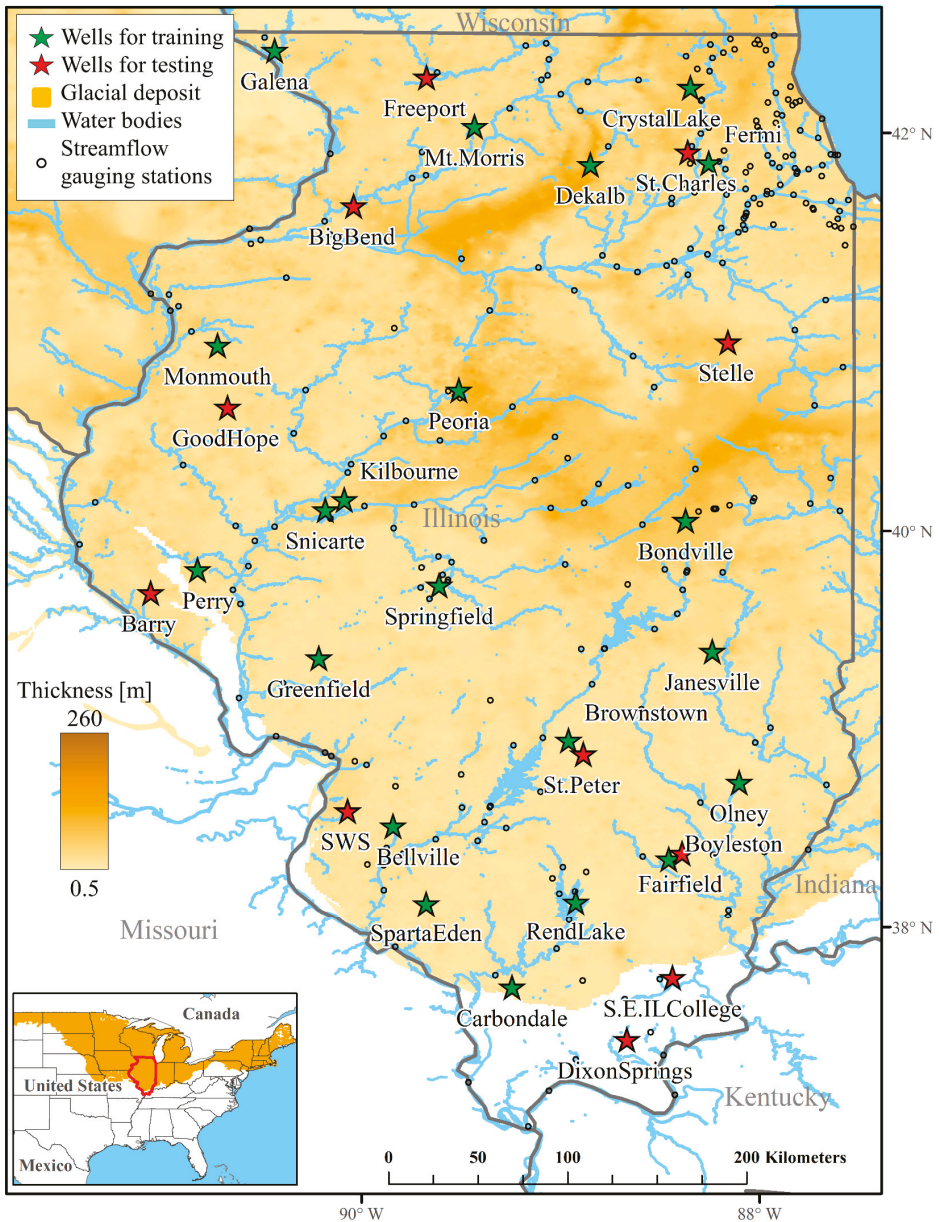 Wisconsin
Wells for training
Wells for testing
Glacial deposit
Water bodies
Streamflow
gauging stations
Galena
Freeport
CrystalLake
Fermi
42° N
Mt.Morris
Dekalb
St.Charles
BigBend
Monmouth
Stelle
GoodHope
Peoria
Kilbourne
Illinois
Snicarte
40° N
Bondville
Perry
Barry
Springfield
Greenfield
Janesville
Thickness [m]
260
0.5
Brownstown
St.Peter
Olney
SWS
Bellville
Boyleston
Fairfield
Indiana
Missouri
SpartaEden
RendLake
38° N
Carbondale
S.E.ILCollege
DixonSprings
Kentucky
Canada
United States
Mexico
0 50 100 200 Kilometers
90° W
88° W